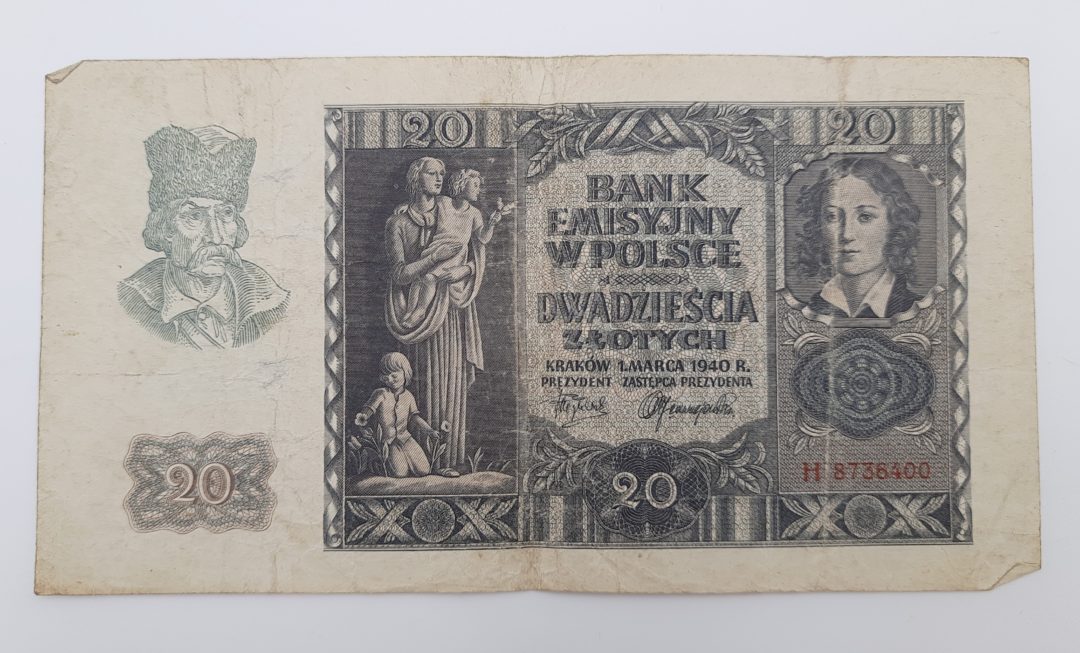 20
20
BANK
EMISYJNY
W POLSCE
DWADZIEŚCIA
ZŁOTYCH
KRAKÓW 1. MARCA 1940 R.
PREZYDENT ZASTĘPCA PREZYDENTA
20
20
H 8736400